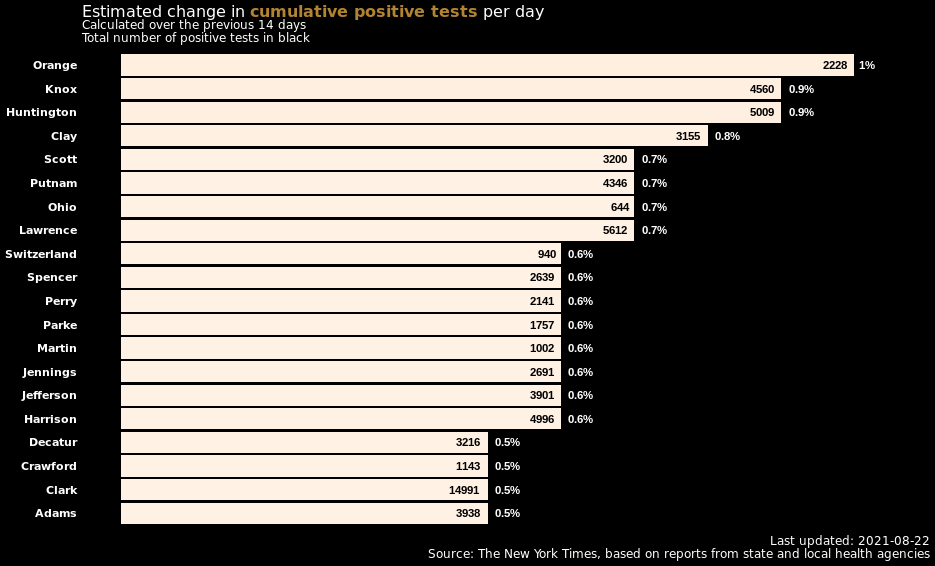 Estimated change in cumulative positive tests per day
Calculated over the previous 14 days
Total number of positive tests in black
Orange 2228 1%
Knox 4560 0.9%
Huntington 5009 0.9%
Clay 3155 0.8%
Scott 3200 0.7%
Putnam 4346 0.7%
Ohio 644 0.7%
Lawrence 5612 0.7%
Switzerland 940 0.6%
Spencer 2639 0.6%
Perry 2141 0.6%
Parke 1757 0.6%
Martin 1002 0.6%
Jennings 2691 0.6%
Jefferson 3901 0.6%
Harrison 4996 0.6%
Decatur 3216 0.5%
Crawford 1143 0.5%
Clark 14991 0.5%
Adams 3938 0.5%
Last updated: 2021-08-22
Source: The New York Times, based on reports from state and local health agencies